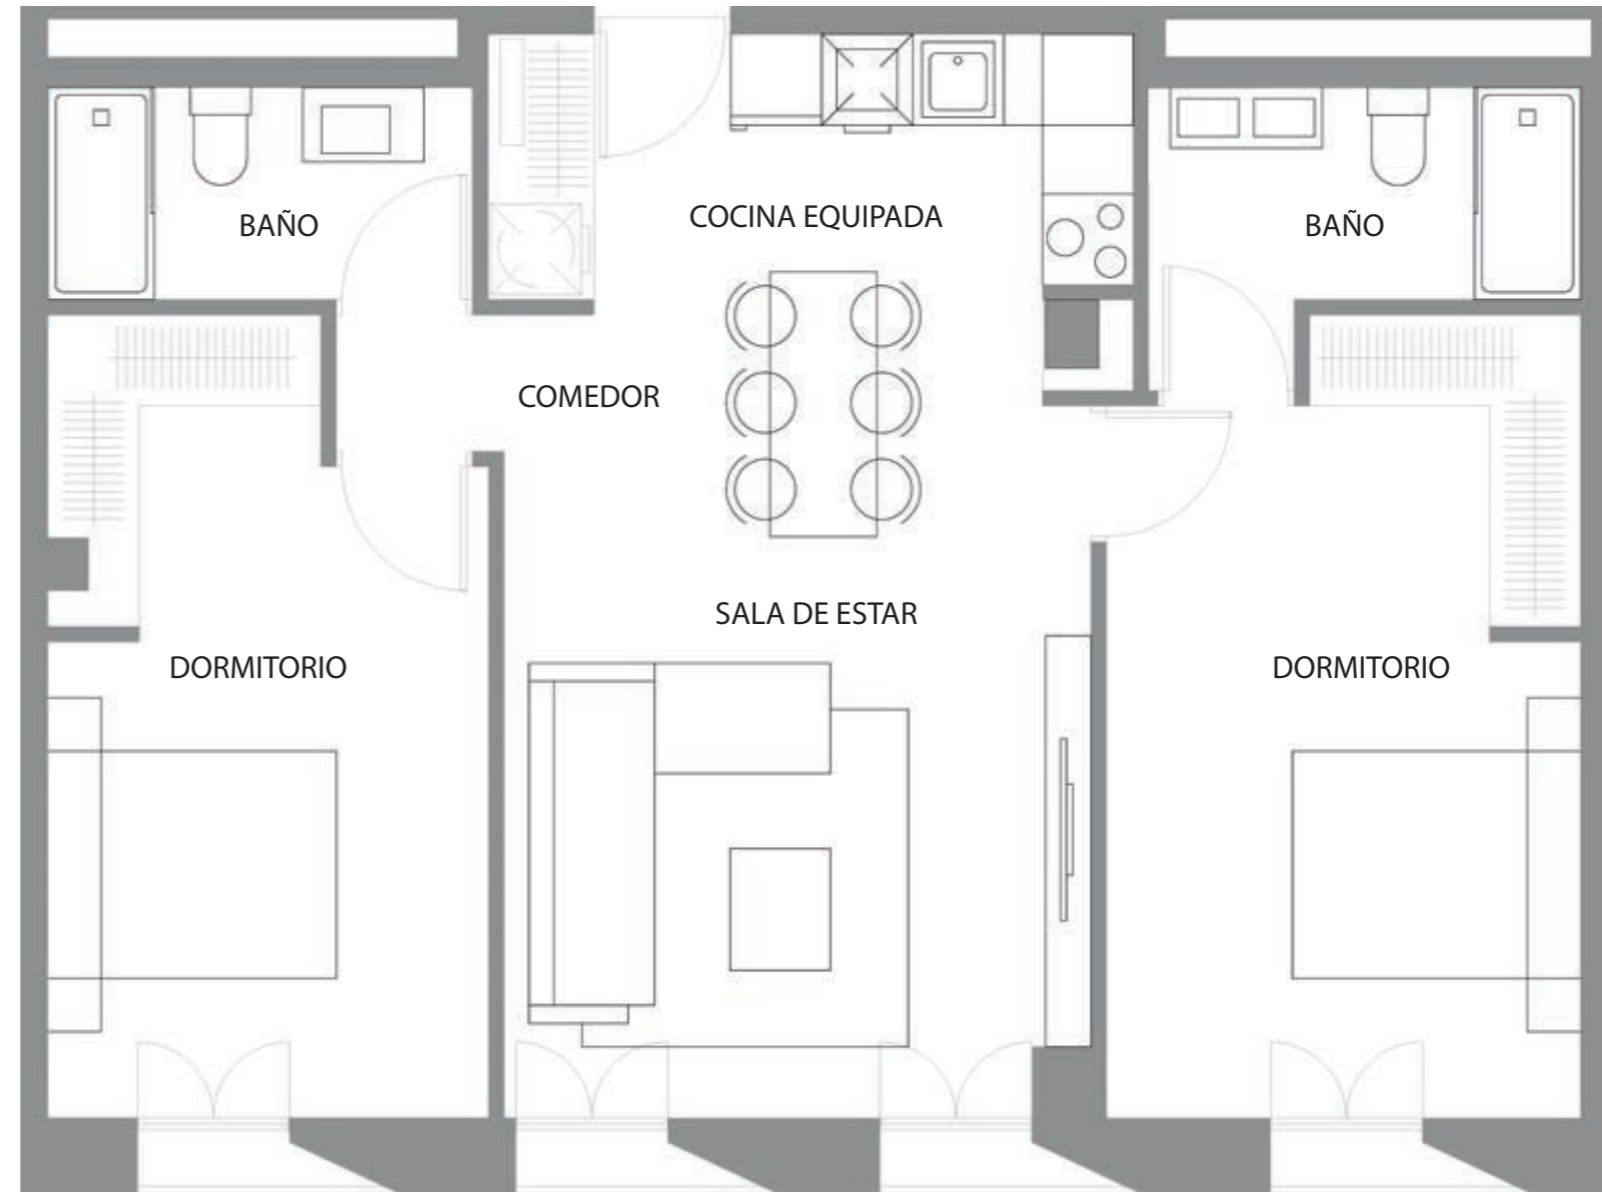 COCINA EQUIPADA
BAÑO
BAÑO
COMEDOR
SALA DE ESTAR
DORMITORIO
DORMITORIO